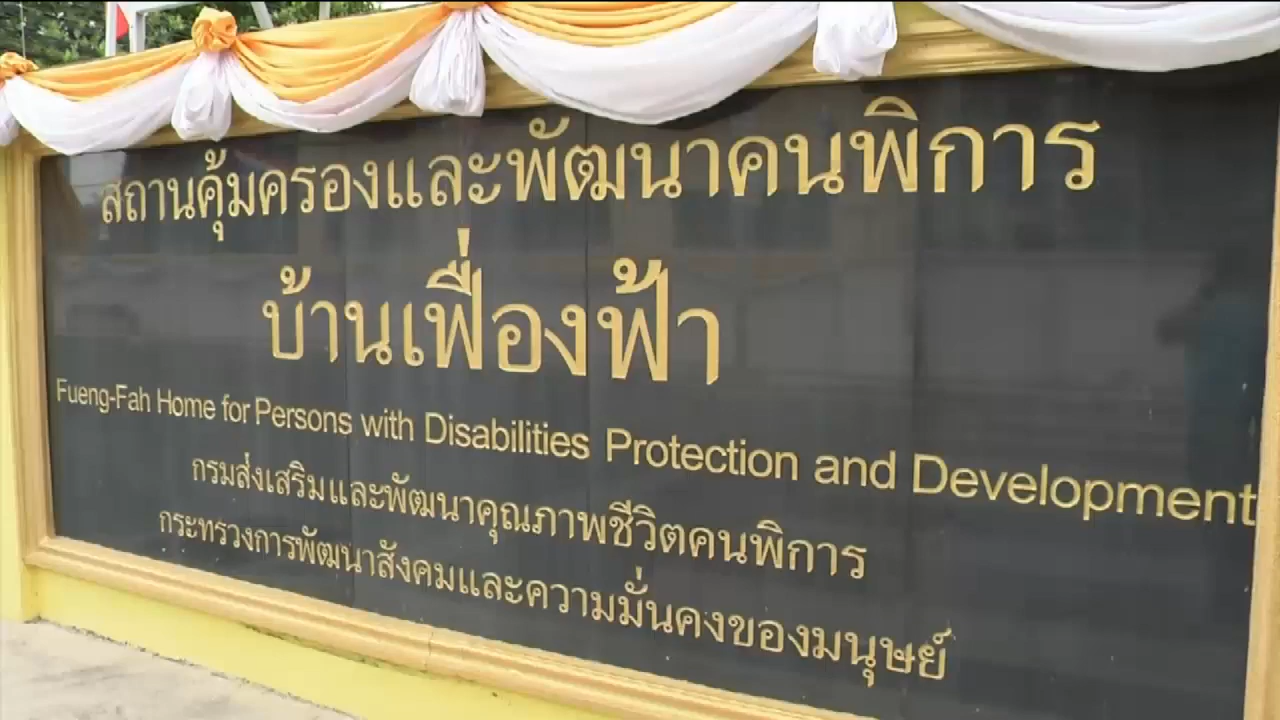 สถานคุ้มครองและพัฒนาคนพิการ
บ้านเฟื่องฟ้า
Fueng-Fah Home for Persons with Disabilities Protection and Development
กรมส่งเสริมและพัฒนาคุณภาพชีวิตคนพิการ
กระทรวงการพัฒนาสังคมและความมั่นคงของมนุษย์